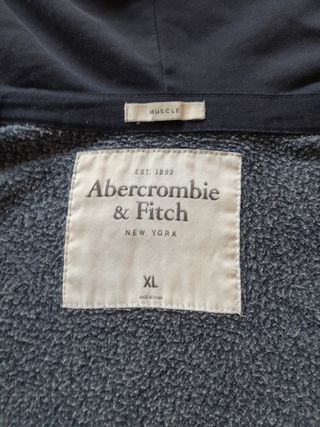 MUSCLE
EST. 1892
Abercrombie
& Fitch
NEW YORK
XL